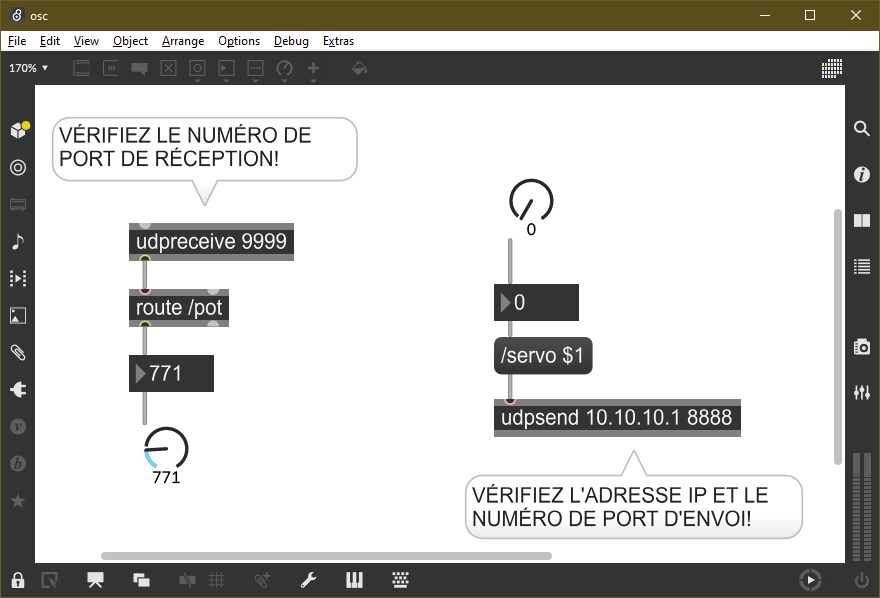 osc
File Edit View Object Arrange Options Debug Extras
170%
VÉRIFIEZ LE NUMÉRO DE
PORT DE RÉCEPTION!
udpreceive 9999
route /pot
771
771
0
0
/servo $1
udpsend 10.10.10.1 8888
VÉRIFIEZ L'ADRESSE IP ET LE
NUMÉRO DE PORT D'ENVOI!